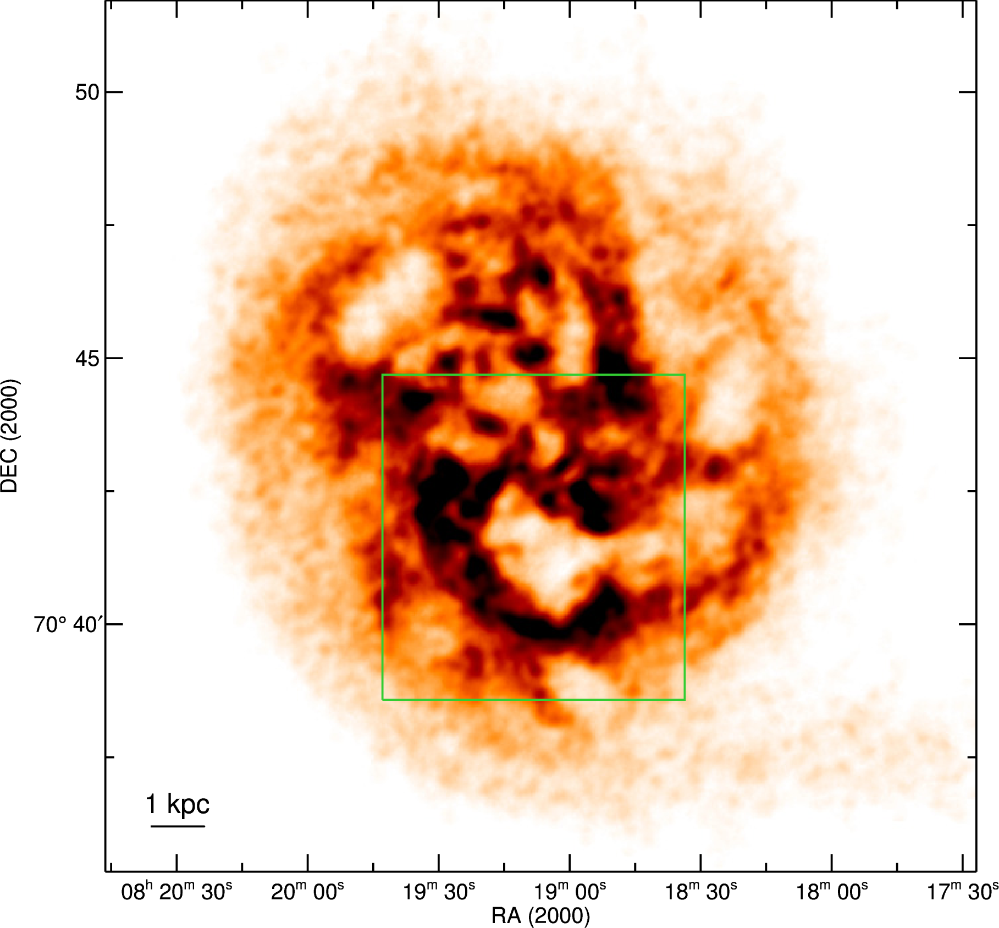 50
45
70° 40′
DEC (2000)
1 kpc
08ʰ 20ᵐ 30ˢ 20ᵐ 00ˢ 19ᵐ 30ˢ 19ᵐ 00ˢ 18ᵐ 30ˢ 18ᵐ 00ˢ 17ᵐ 30ˢ
RA (2000)